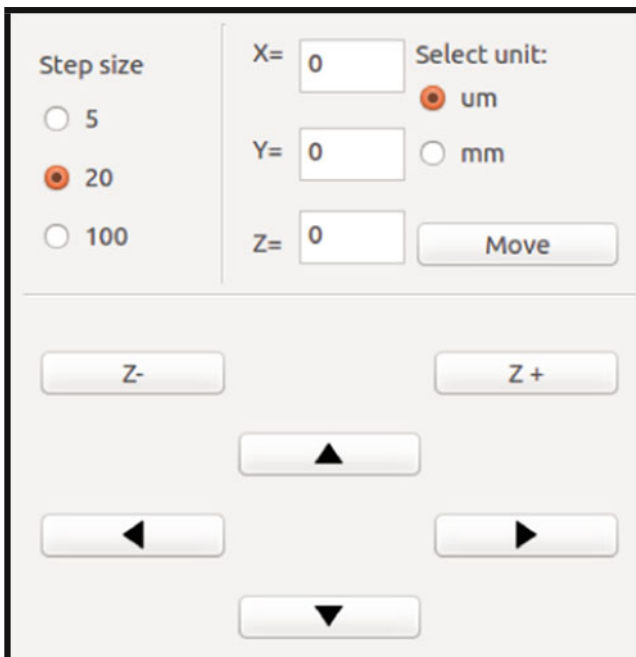 Step size
5
20
100
X= 0
Y= 0
Z= 0
Select unit:
um
mm
Move
Z-
Z +